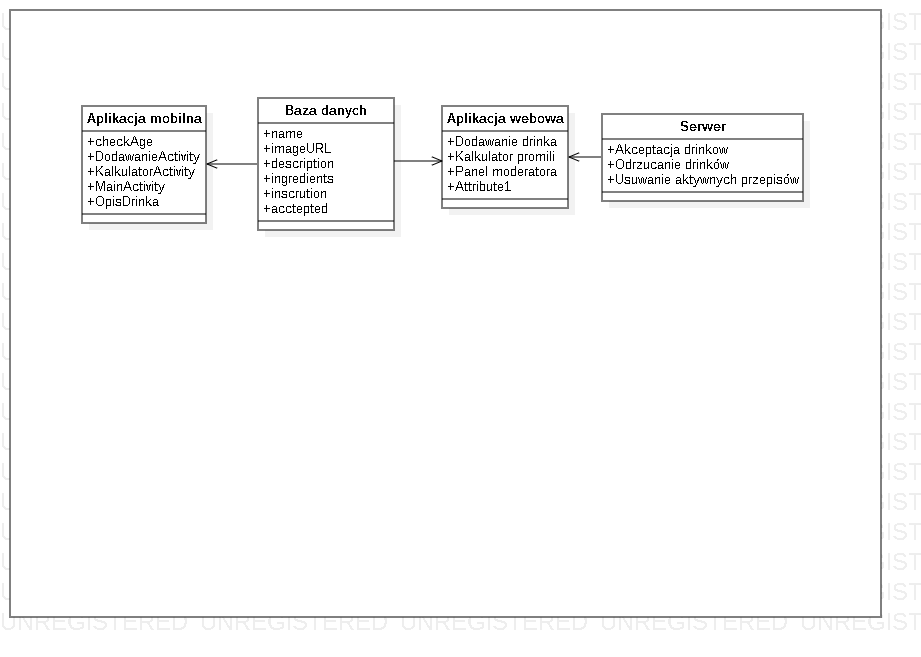 Aplikacja mobilna
+checkAge
+DodawanieActivity
+KalkulatorActivity
+MainActivity
+OpisDrinka
Baza danych
+name
+imageURL
+description
+ingredients
+inscrution
+acctepted
Aplikacja webowa
+Dodawanie drinka
+Kalkulator promili
+Panel moderatora
+Attribute1
Serwer
+Akceptacja drinkow
+Odrzucanie drinków
+Usuwanie aktywnych przepisów
UNREGISTERED UNREGISTERED UNREGISTERED UNREGISTERED UNREGIST